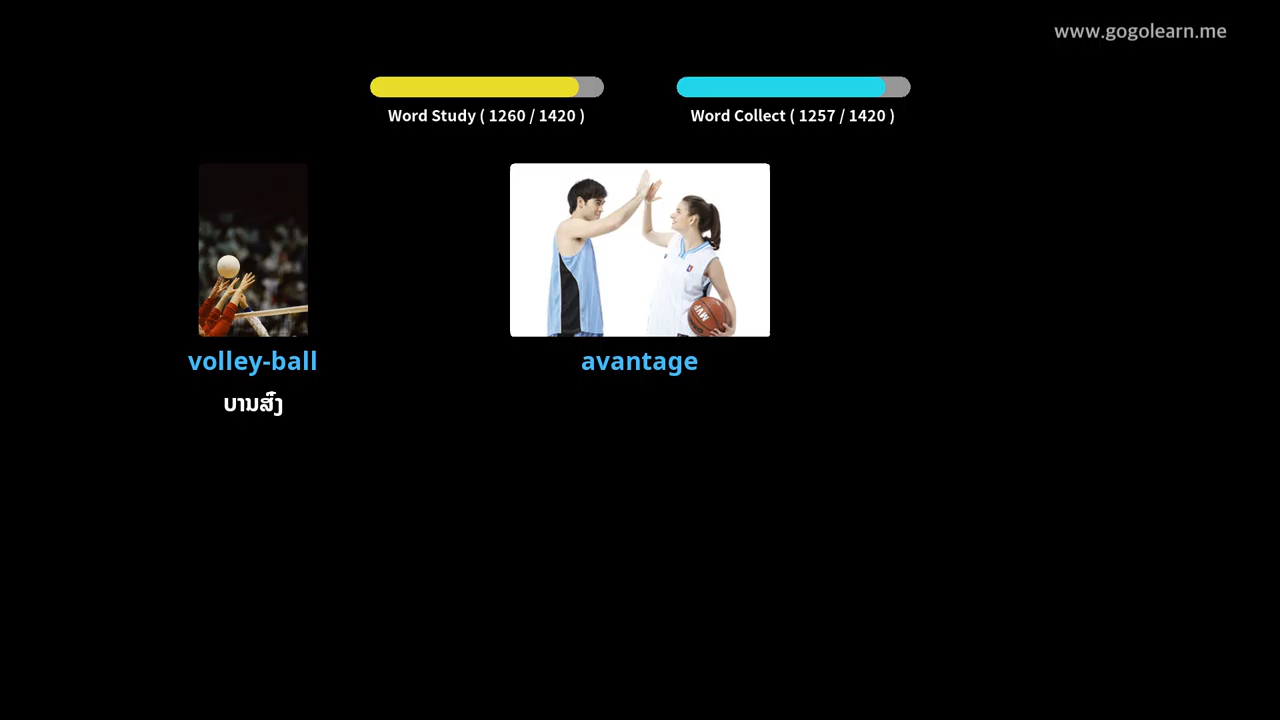 www.gogolearn.me
Word Study ( 1260 / 1420 )
Word Collect ( 1257 / 1420 )
volley-ball
avantage
ບານສົ່ງ
MVP